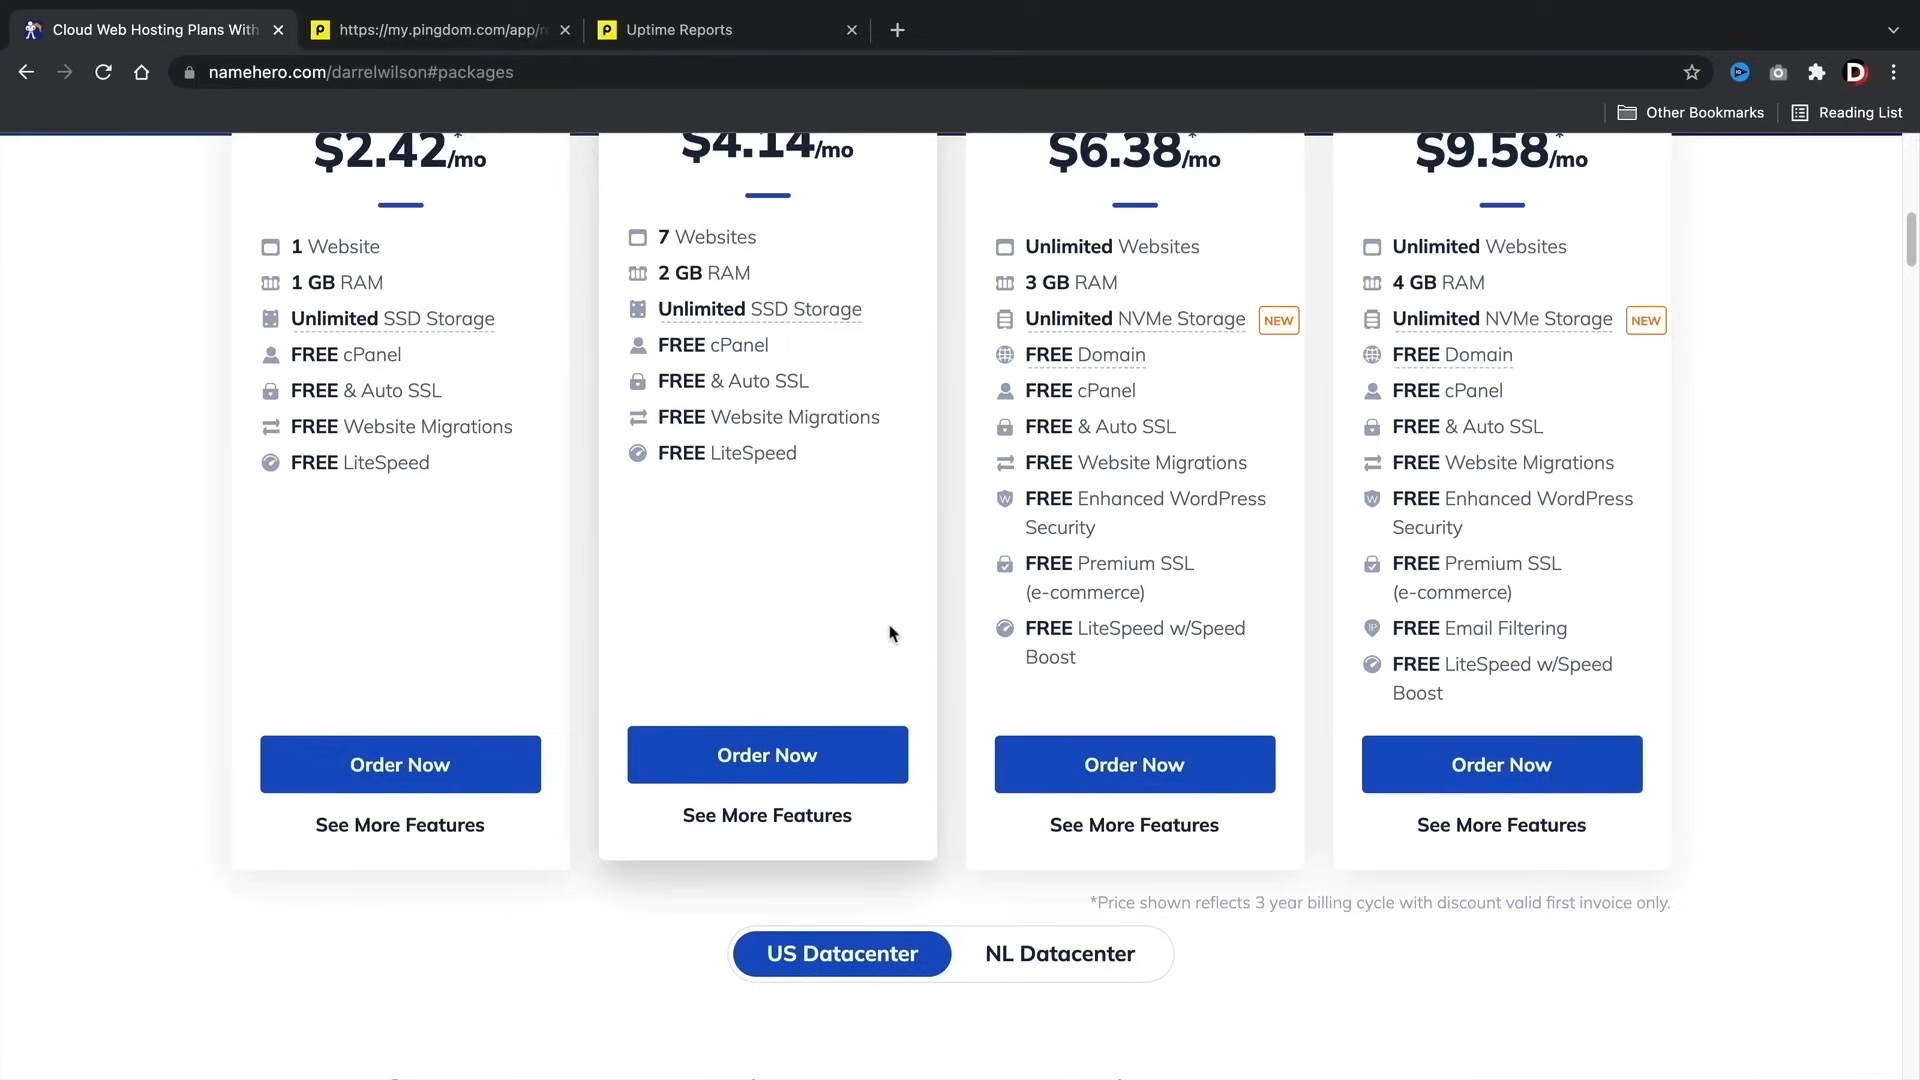 Cloud Web Hosting Plans With
https://my.pingdom.com/app/r
Uptime Reports
namehero.com/darrelwilson#packages
Other Bookmarks
Reading List
$2.42*/mo
1 Website
1 GB RAM
Unlimited SSD Storage
FREE cPanel
FREE & Auto SSL
FREE Website Migrations
FREE LiteSpeed
Order Now
See More Features
$4.14/mo
7 Websites
2 GB RAM
Unlimited SSD Storage
FREE cPanel
FREE & Auto SSL
FREE Website Migrations
FREE LiteSpeed
Order Now
See More Features
$6.38*/mo
Unlimited Websites
3 GB RAM
Unlimited NVMe Storage NEW
FREE Domain
FREE cPanel
FREE & Auto SSL
FREE Website Migrations
FREE Enhanced WordPress
Security
FREE Premium SSL
(e-commerce)
FREE LiteSpeed w/Speed
Boost
Order Now
See More Features
$9.58*/mo
Unlimited Websites
4 GB RAM
Unlimited NVMe Storage NEW
FREE Domain
FREE cPanel
FREE & Auto SSL
FREE Website Migrations
FREE Enhanced WordPress
Security
FREE Premium SSL
(e-commerce)
FREE Email Filtering
FREE LiteSpeed w/Speed
Boost
Order Now
See More Features
*Price shown reflects 3 year billing cycle with discount valid first invoice only.
US Datacenter
NL Datacenter